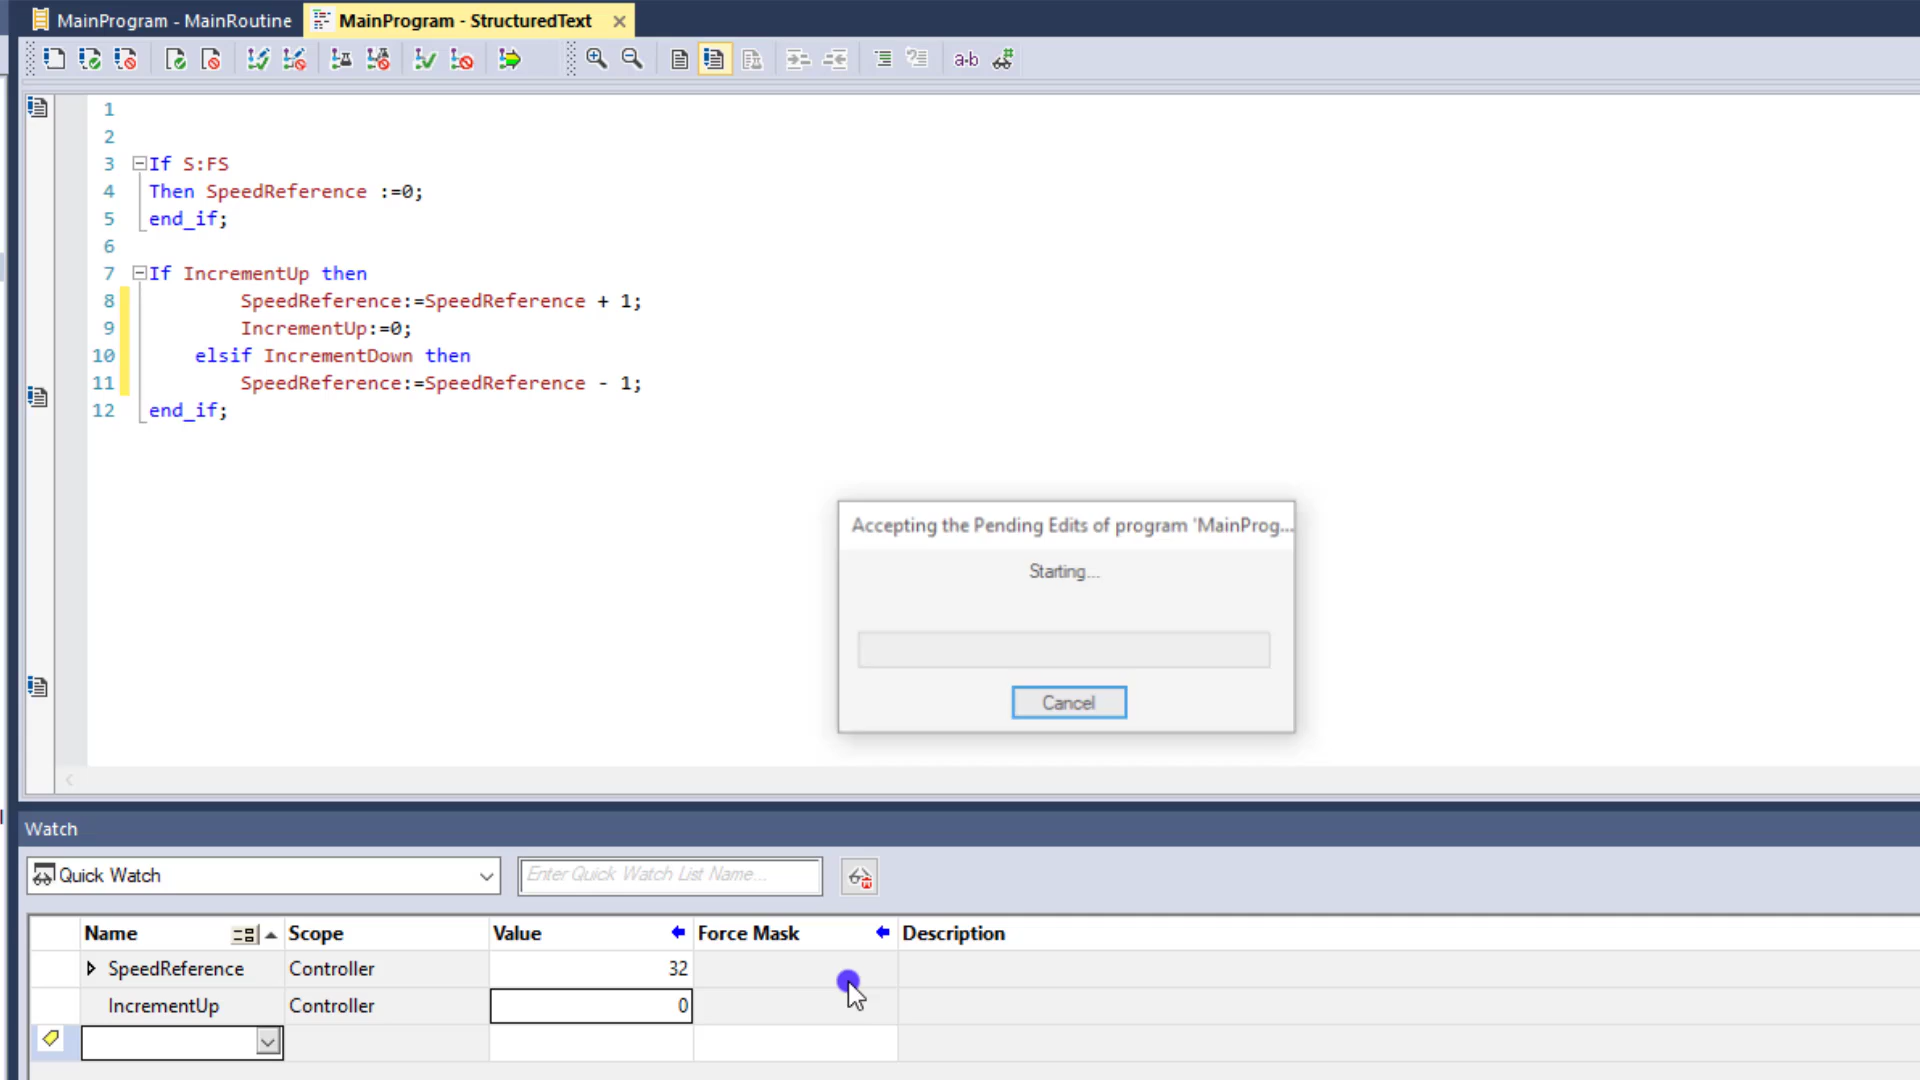 MainProgram - MainRoutine
MainProgram - StructuredText
a-b
1
2
3 If S:FS
4 Then SpeedReference :=0;
5 end_if;
6
7 If IncrementUp then
8 SpeedReference:=SpeedReference + 1;
9 IncrementUp:=0;
10 elsif IncrementDown then
11 SpeedReference:=SpeedReference - 1;
12 end_if;
Accepting the Pending Edits of program 'MainProg...
Starting...
Cancel
Watch
Quick Watch
Enter Quick Watch List Name...
Name Scope Value Force Mask Description
SpeedReference Controller 32
IncrementUp Controller 0